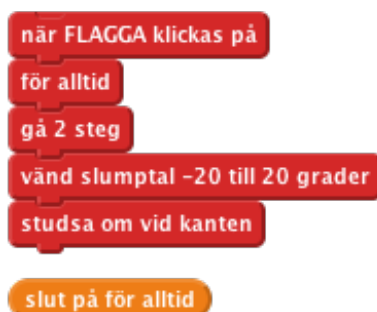 när FLAGGA klickas på
för alltid
gå 2 steg
vänd slumptal -20 till 20 grader
studsa om vid kanten
slut på för alltid